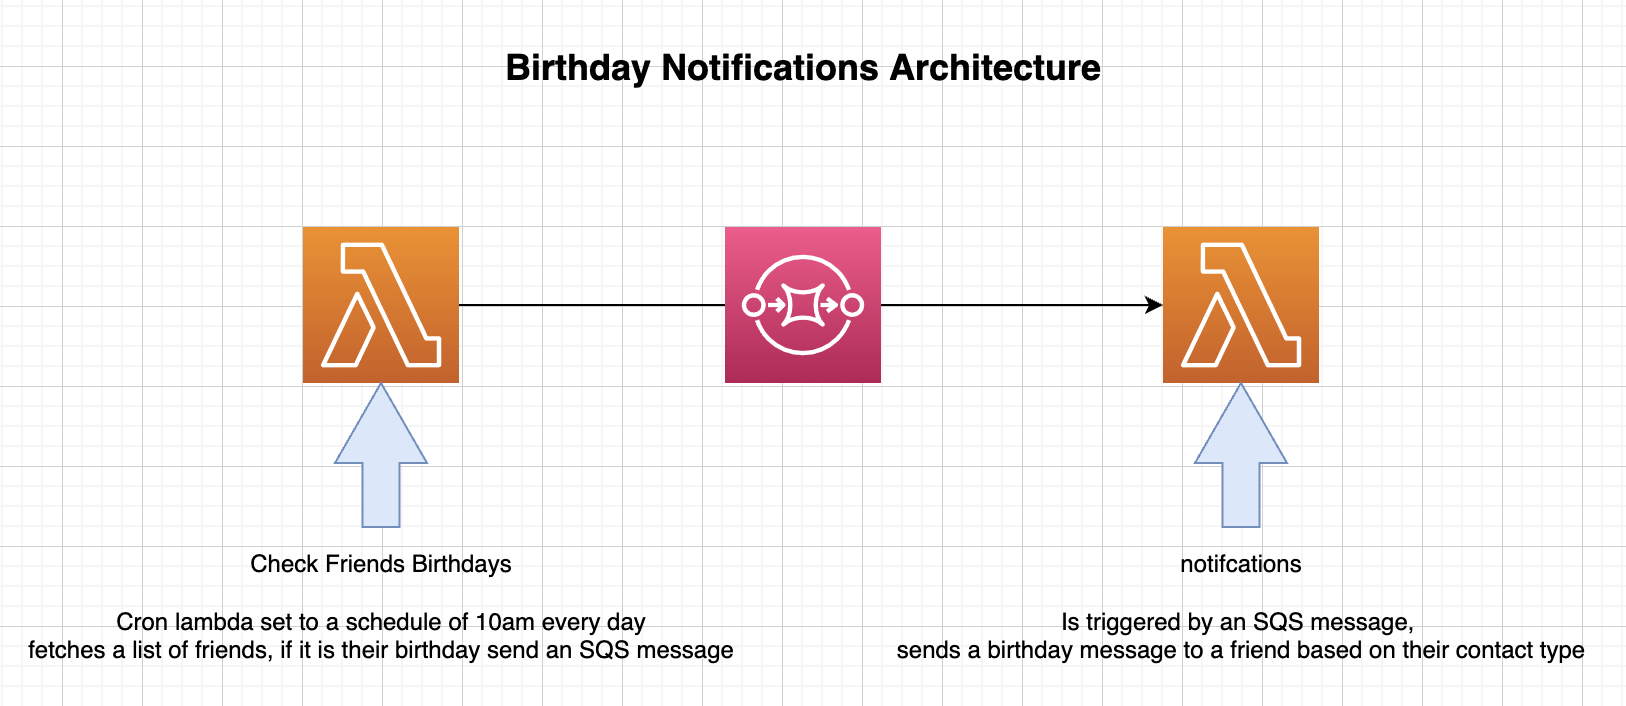 Birthday Notifications Architecture
Check Friends Birthdays
Cron lambda set to a schedule of 10am every day
fetches a list of friends, if it is their birthday send an SQS message
notifcations
Is triggered by an SQS message,
sends a birthday message to a friend based on their contact type